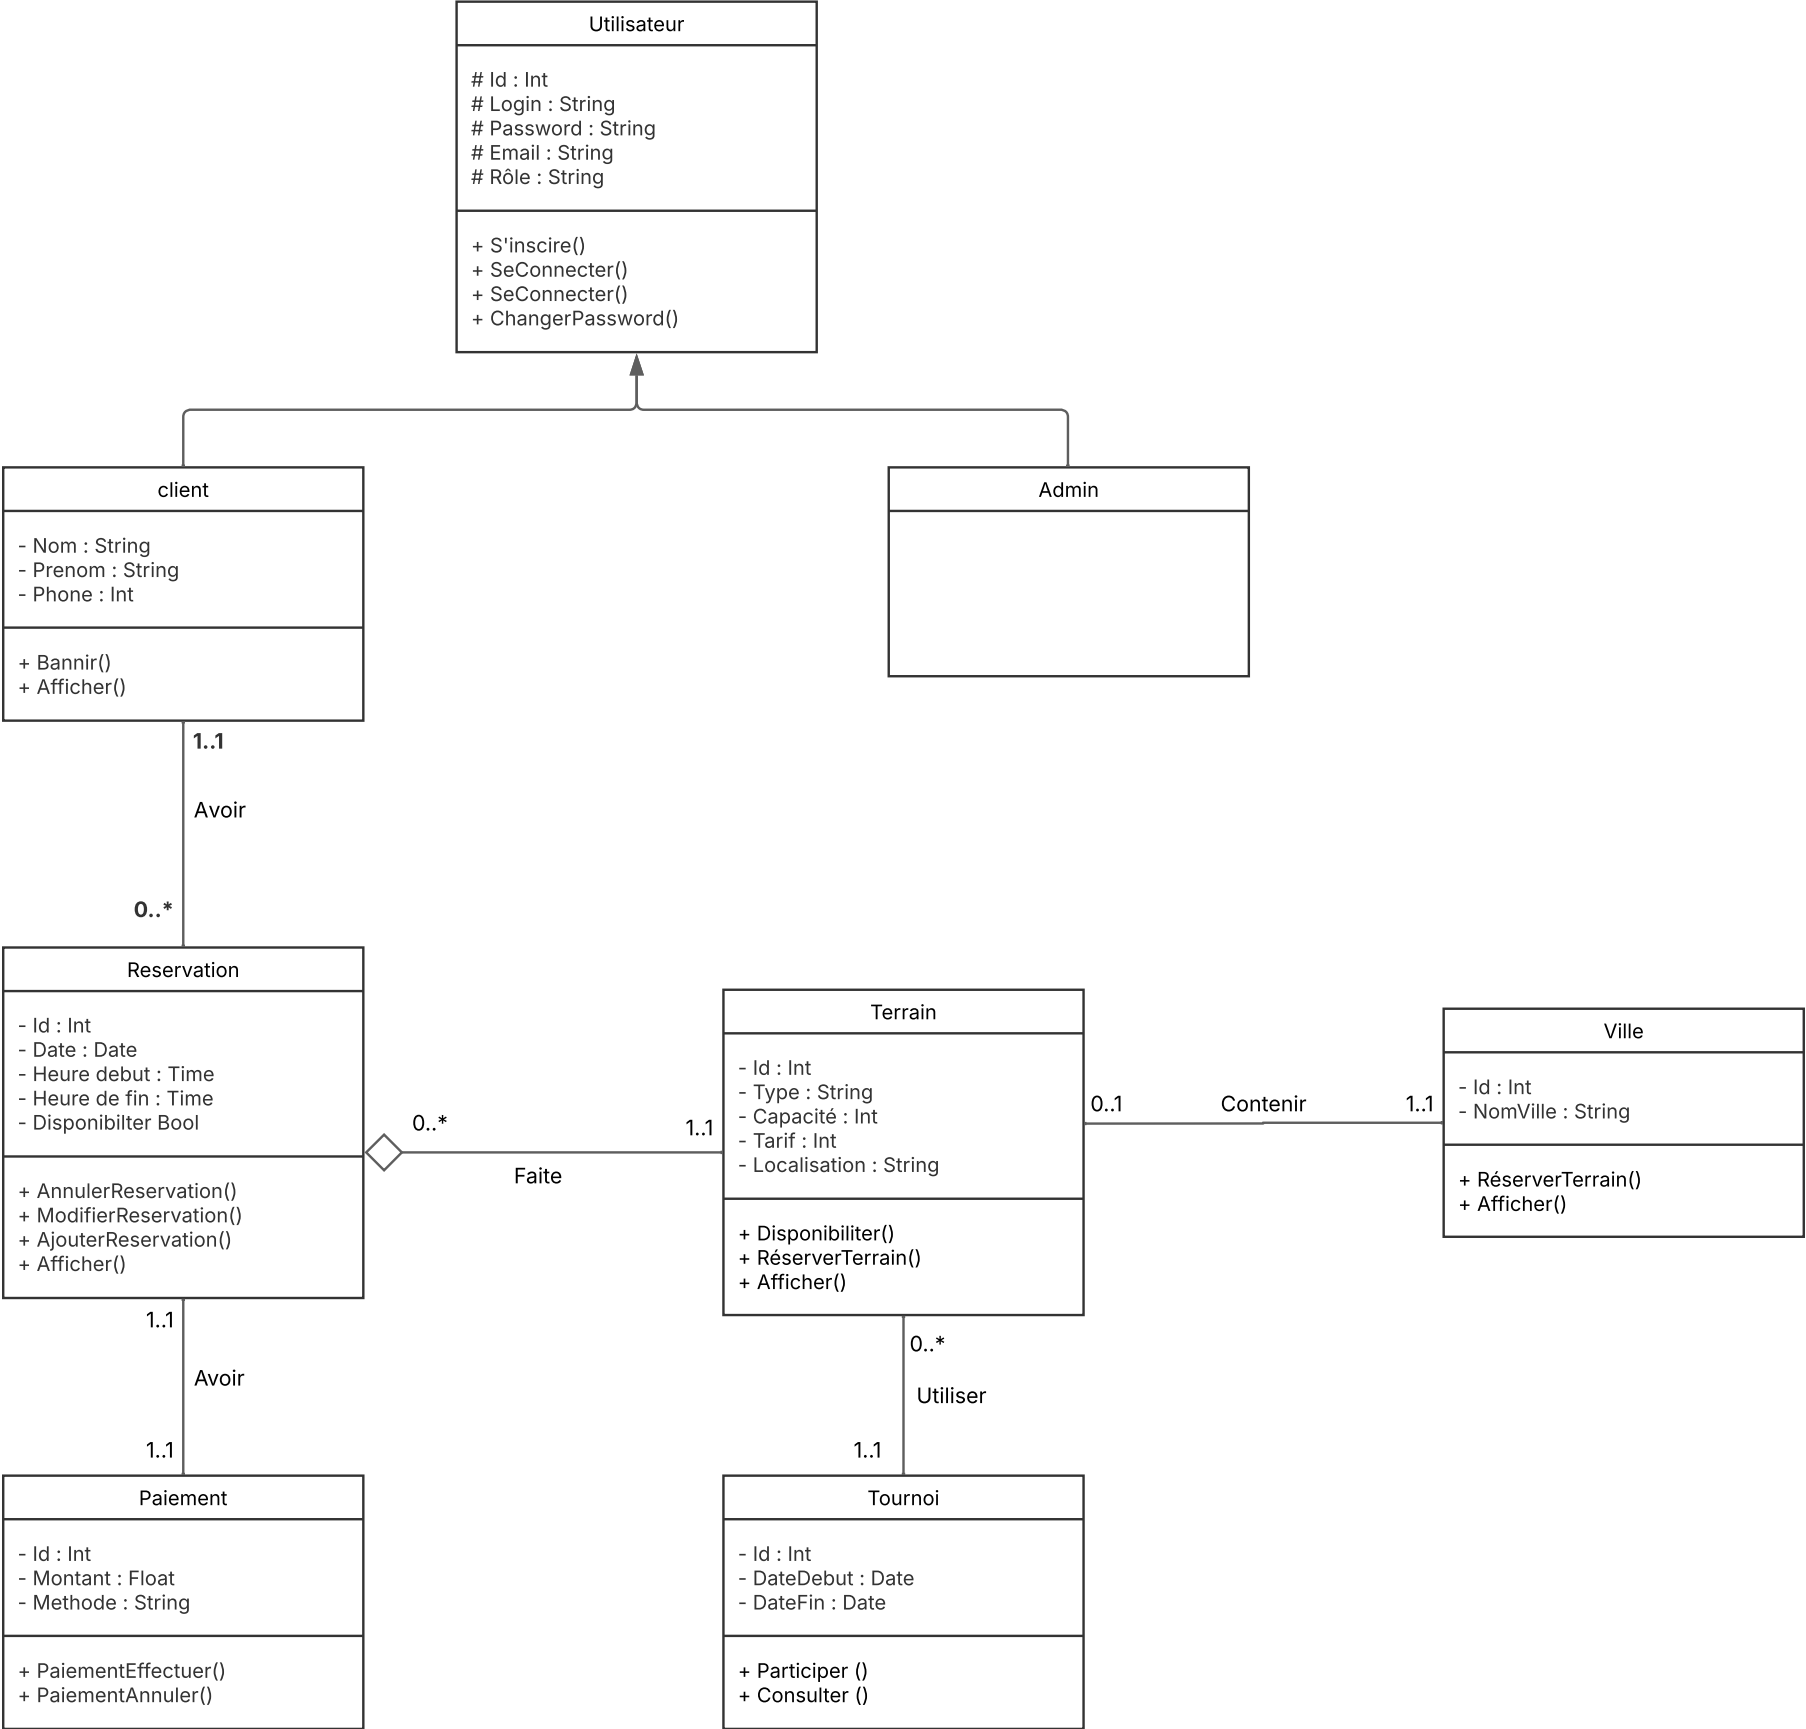 Utilisateur
# Id : Int
# Login : String
# Password : String
# Email : String
# Rôle : String
+ S'inscire()
+ SeConnecter()
+ SeConnecter()
+ ChangerPassword()
client
- Nom : String
- Prenom : String
- Phone : Int
+ Bannir()
+ Afficher()
Admin
1..1
Avoir
0..*
Reservation
- Id : Int
- Date : Date
- Heure debut : Time
- Heure de fin : Time
- Disponibilter Bool
+ AnnulerReservation()
+ ModifierReservation()
+ AjouterReservation()
+ Afficher()
0..*
1..1
Faite
Terrain
- Id : Int
- Type : String
- Capacité : Int
- Tarif : Int
- Localisation : String
+ Disponibiliter()
+ RéserverTerrain()
+ Afficher()
0..1
Contenir
1..1
Ville
- Id : Int
- NomVille : String
+ RéserverTerrain()
+ Afficher()
1..1
Avoir
1..1
0..*
Utiliser
1..1
Paiement
- Id : Int
- Montant : Float
- Methode : String
+ PaiementEffectuer()
+ PaiementAnnuler()
Tournoi
- Id : Int
- DateDebut : Date
- DateFin : Date
+ Participer ()
+ Consulter ()